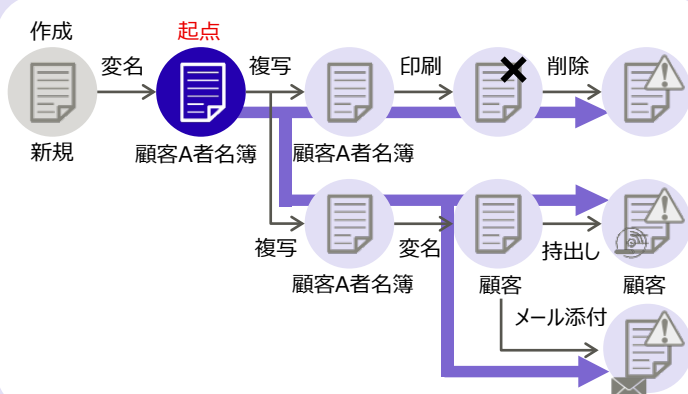 作成
起点
変名
複写
印刷
削除
新規
顧客A者名簿
顧客A者名簿
複写
変名
持出し
顧客A者名簿
顧客
顧客
メール添付